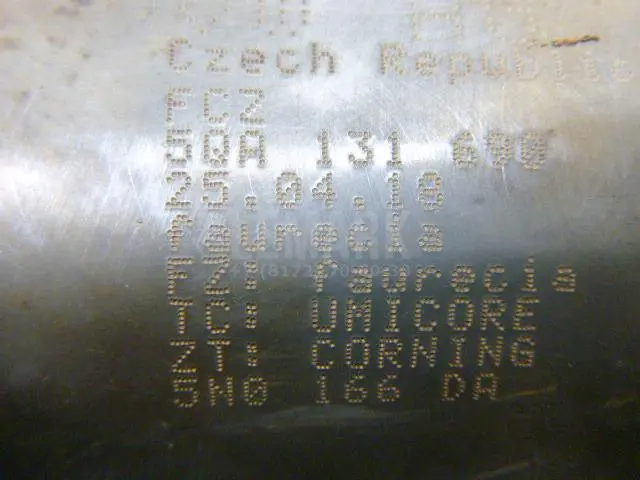 Czech Republic
FCZ
5QA 131 690
25.04.18
faurecia
FZ: faurecia
TC: UMICORE
ZT: CORNING
5M0 166 DA